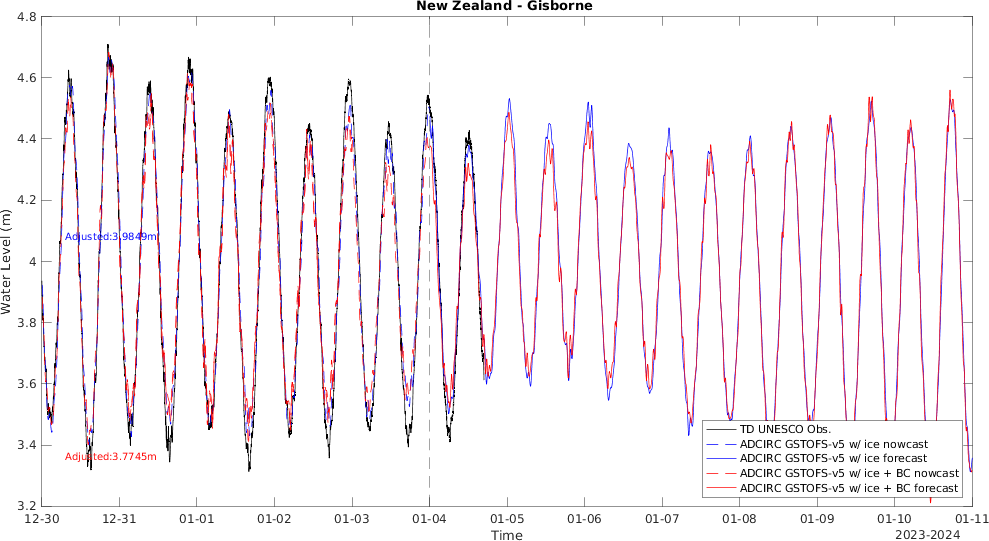 New Zealand - Gisborne
4.8
4.6
4.4
4.2
4
3.8
3.6
3.4
3.2
Water Level (m)
Adjusted:3.9849m
Adjusted:3.7745m
TD UNESCO Obs.
ADCIRC GSTOFS-v5 w/ ice nowcast
ADCIRC GSTOFS-v5 w/ ice forecast
ADCIRC GSTOFS-v5 w/ ice + BC nowcast
ADCIRC GSTOFS-v5 w/ ice + BC forecast
12-30 12-31 01-01 01-02 01-03 01-04 01-05 01-06 01-07 01-08 01-09 01-10 01-11
Time
2023-2024